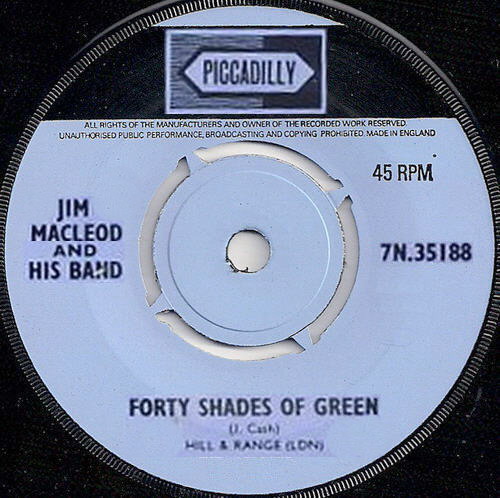 PICCADILLY
ALL RIGHTS OF THE MANUFACTURERS AND OWNER OF THE RECORDED WORK RESERVED.
UNAUTHORISED PUBLIC PERFORMANCE, BROADCASTING AND COPYING PROHIBITED. MADE IN ENGLAND
45 RPM
JIM
MACLEOD
AND
HIS BAND
7N.35188
FORTY SHADES OF GREEN
(J. Cash)
HILL & RANGE (LDN)